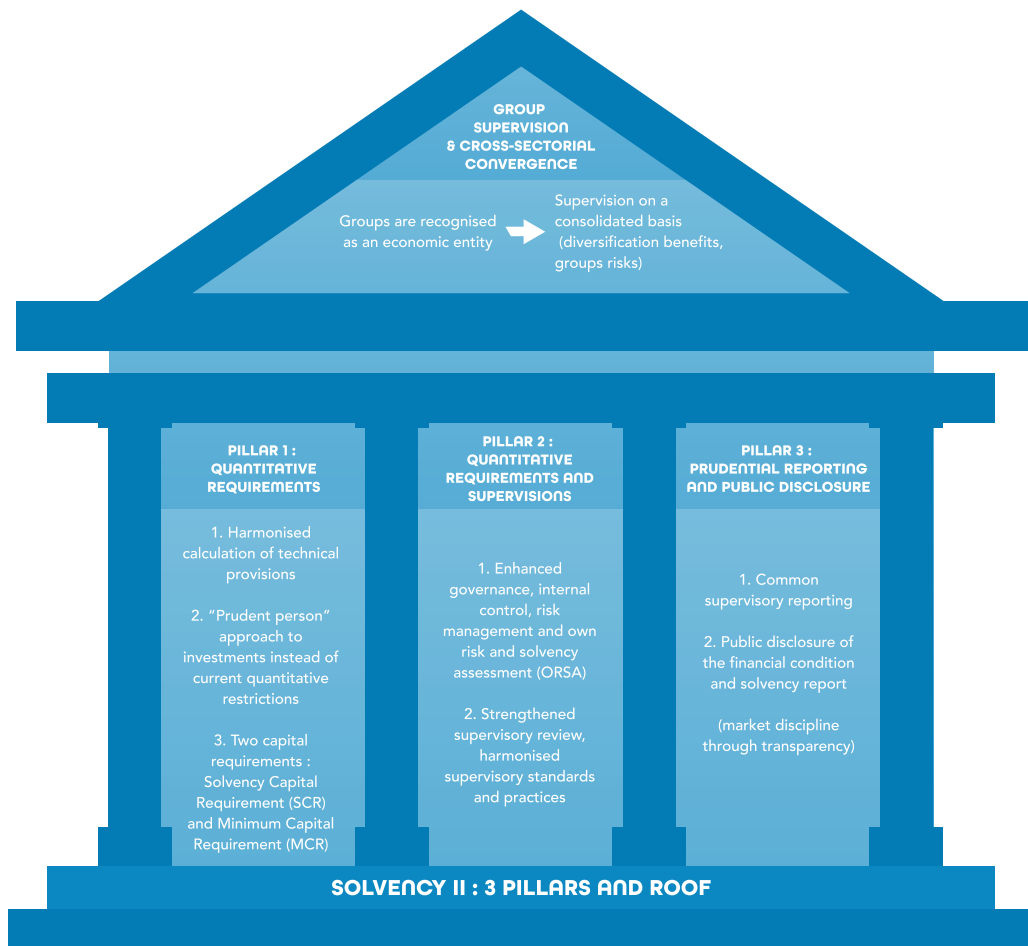 GROUP
SUPERVISION
& CROSS-SECTORIAL
CONVERGENCE
Groups are recognised
as an economic entity
Supervision on a
consolidated basis
(diversification benefits,
groups risks)
PILLAR 1 :
QUANTITATIVE
REQUIREMENTS
1. Harmonised
calculation of technical
provisions
2. “Prudent person”
approach to
investments instead of
current quantitative
restrictions
3. Two capital
requirements :
Solvency Capital
Requirement (SCR)
and Minimum Capital
Requirement (MCR)
PILLAR 2 :
QUANTITATIVE
REQUIREMENTS AND
SUPERVISIONS
1. Enhanced
governance, internal
control, risk
management and own
risk and solvency
assessment (ORSA)
2. Strengthened
supervisory review,
harmonised
supervisory standards
and practices
PILLAR 3 :
PRUDENTIAL REPORTING
AND PUBLIC DISCLOSURE
1. Common
supervisory reporting
2. Public disclosure of
the financial condition
and solvency report
(market discipline
through transparency)
SOLVENCY II : 3 PILLARS AND ROOF